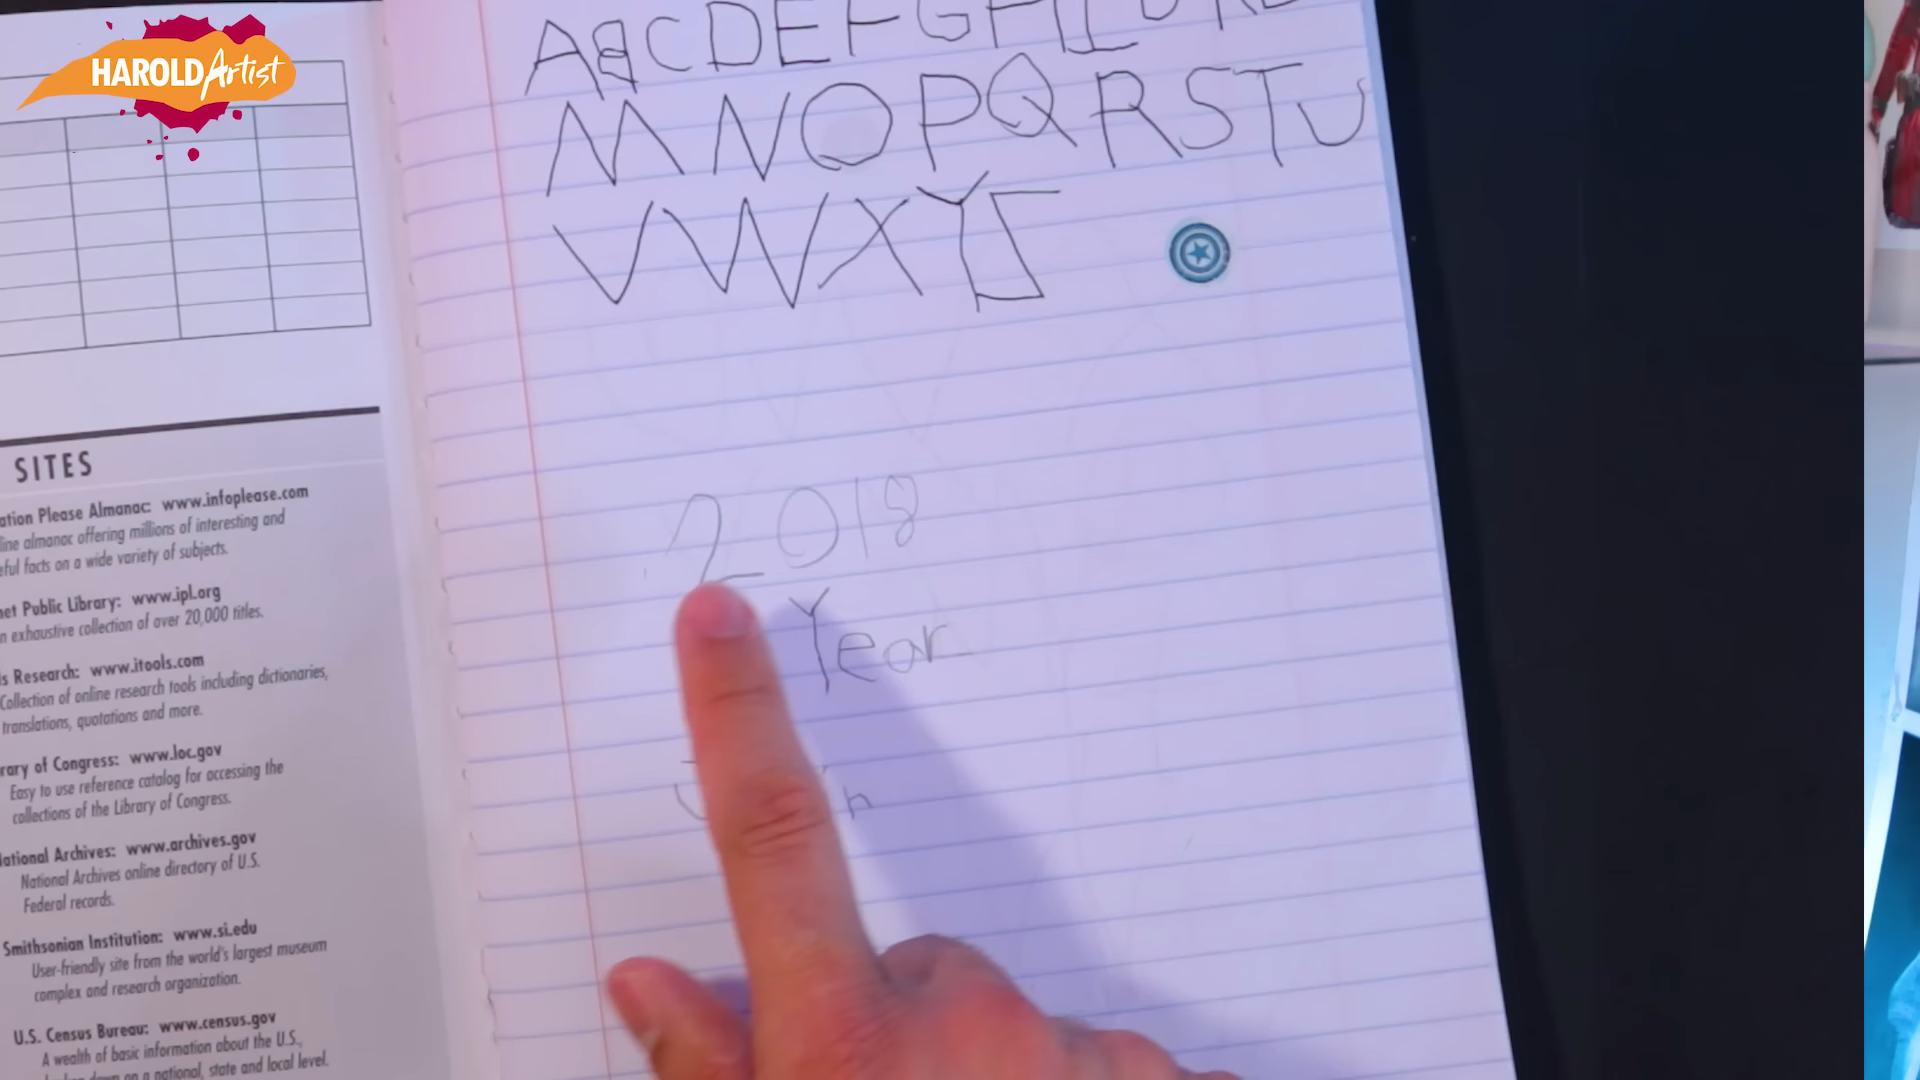 HAROLD Artist
SITES
ation Please Almanac: www.infoplease.com
line almanac offering millions of interesting and
eful facts on a wide variety of subjects.
net Public Library: www.ipl.org
n exhaustive collection of over 20,000 titles.
ls Research: www.itools.com
Collection of online research tools including dictionaries,
translations, quotations and more.
rary of Congress: www.loc.gov
Easy to use reference catalog for accessing the
collections of the Library of Congress.
National Archives: www.archives.gov
National Archives online directory of U.S.
Federal records.
Smithsonian Institution: www.si.edu
User-friendly site from the world's largest museum
complex and research organization.
U.S. Census Bureau: www.census.gov
A wealth of basic information about the U.S.,
down on a national, state and local level.
A B C D E F G H I J K L
M N O P Q R S T U
V W X Y Z
2018
Year